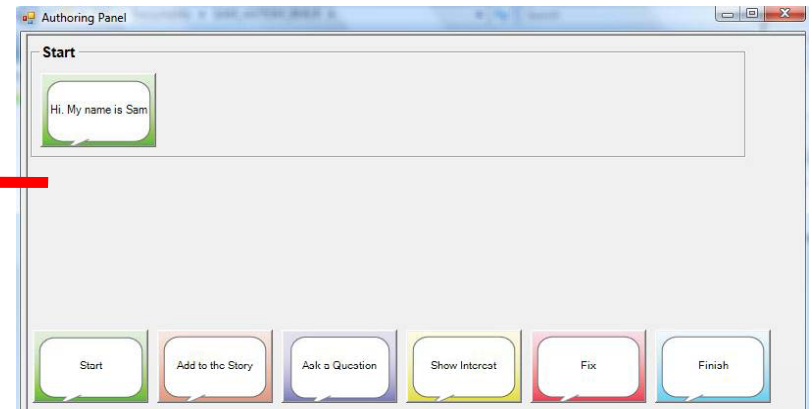 Authoring Panel
Start
Hi. My name is Sam
Start
Add to the Story
Ask a Question
Show Interest
Fix
Finish